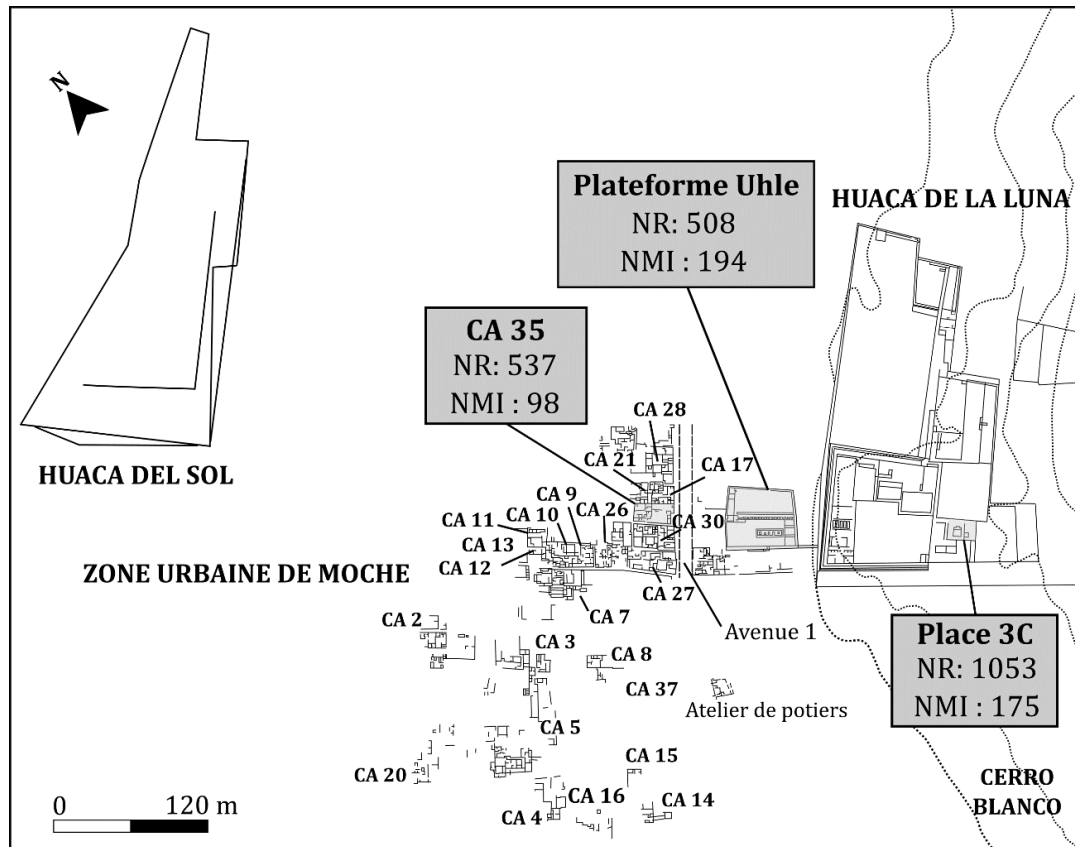 N
Plateforme Uhle
NR: 508
NMI : 194
HUACA DE LA LUNA
CA 35
NR: 537
NMI : 98
CA 28
CA 21
CA 17
HUACA DEL SOL
CA 9
CA 10
CA 26
CA 11
CA 30
CA 13
CA 12
ZONE URBAINE DE MOCHE
CA 27
CA 7
CA 2
Avenue 1
Place 3C
NR: 1053
NMI : 175
CA 3
CA 8
CA 37
Atelier de potiers
CA 5
CA 15
CA 20
CERRO
BLANCO
CA 16
CA 14
CA 4
0 120 m